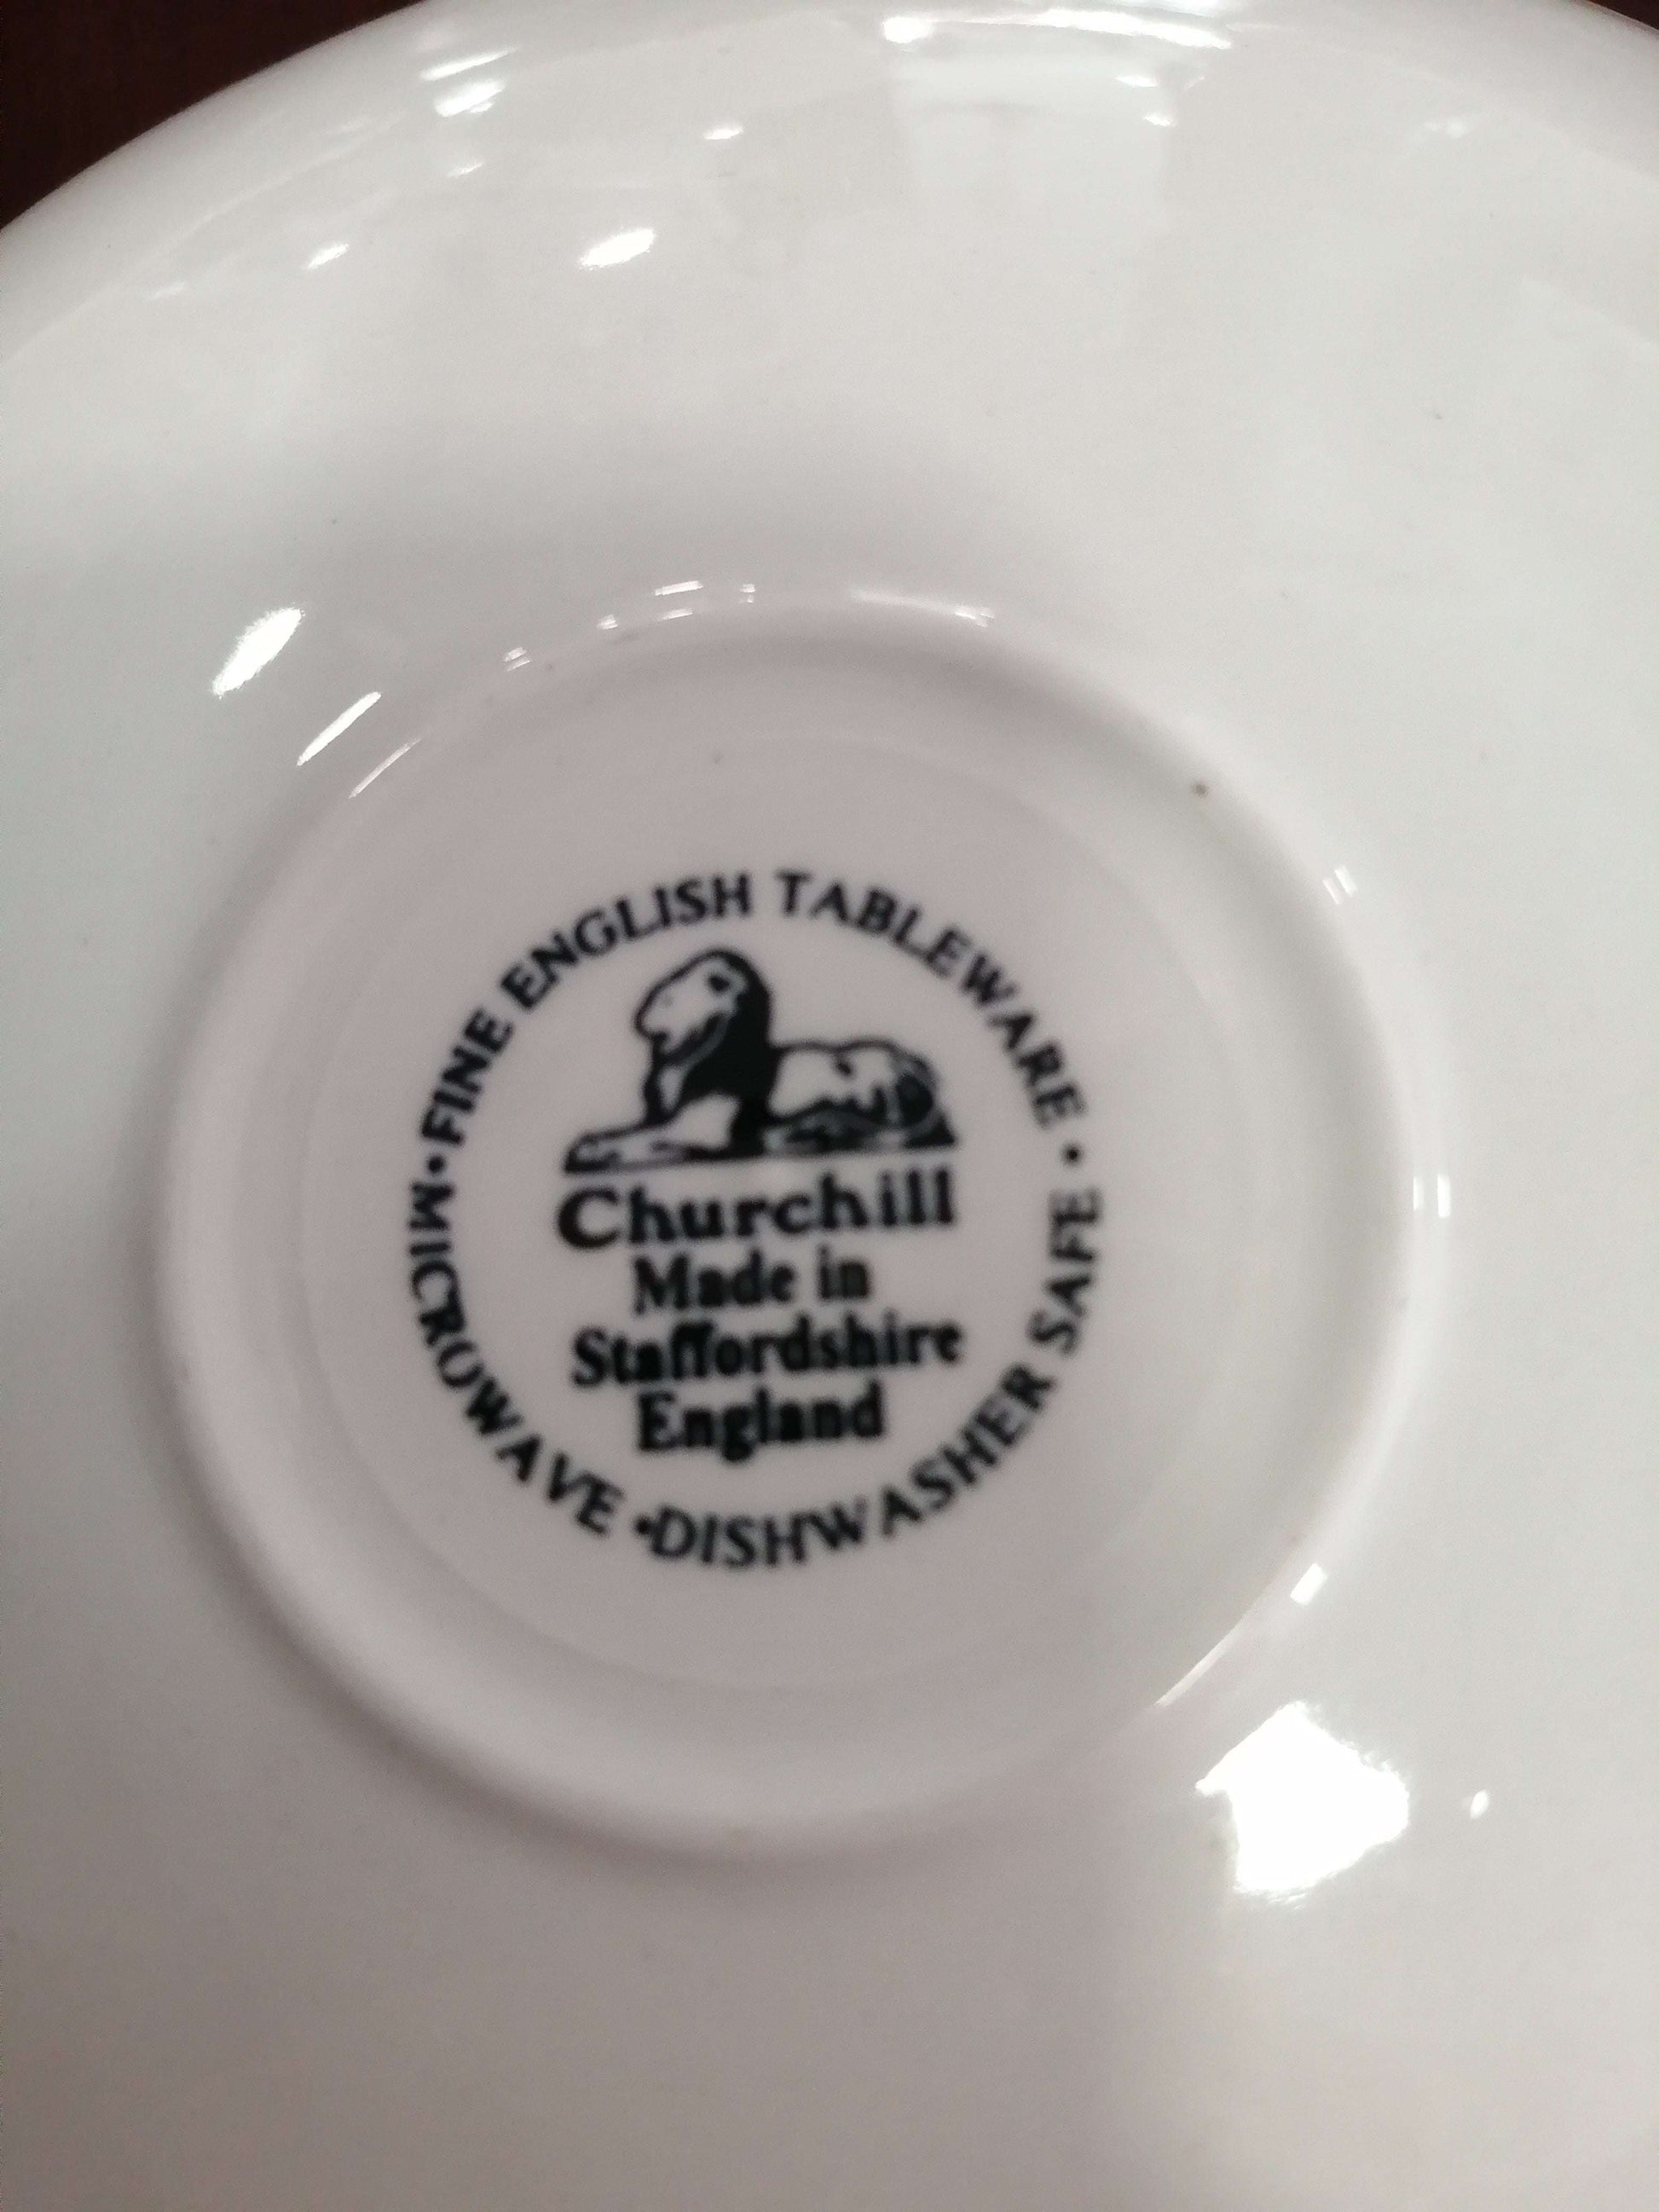 •FINE ENGLISH TABLEWARE •
Churchill
Made in
Staffordshire
England
MICROWAVE •DISHWASHER SAFE